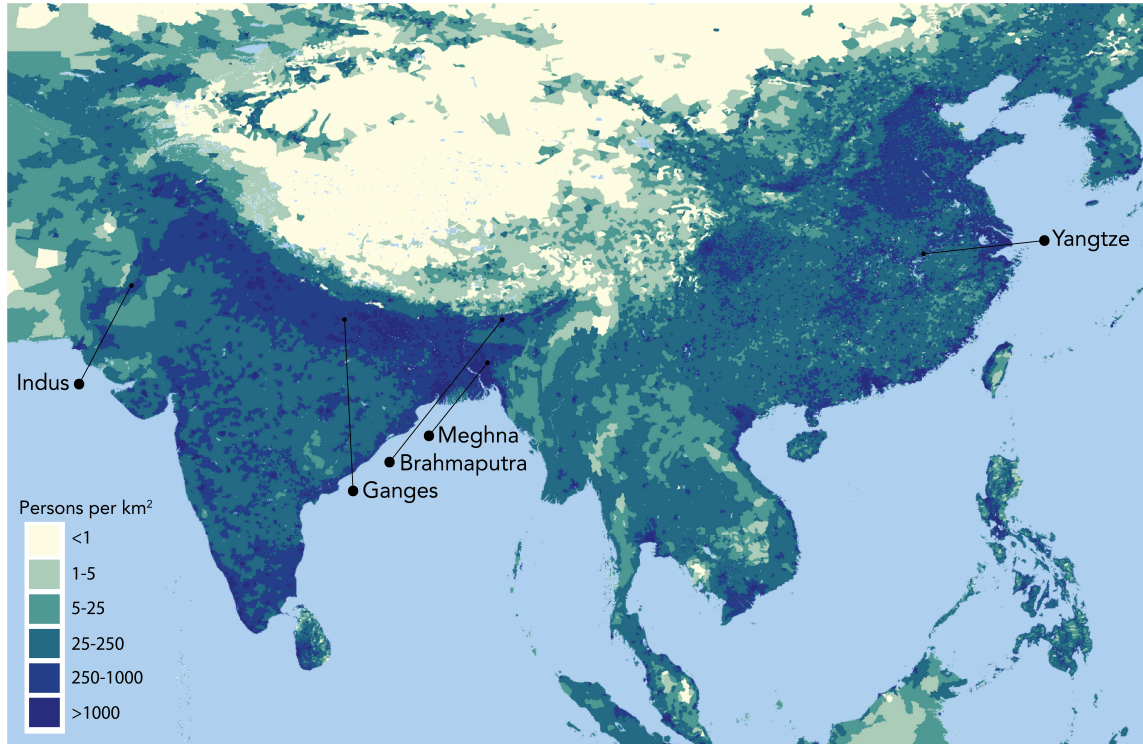 Yangtze
Indus
Meghna
Brahmaputra
Ganges
Persons per km²
<1
1-5
5-25
25-250
250-1000
>1000